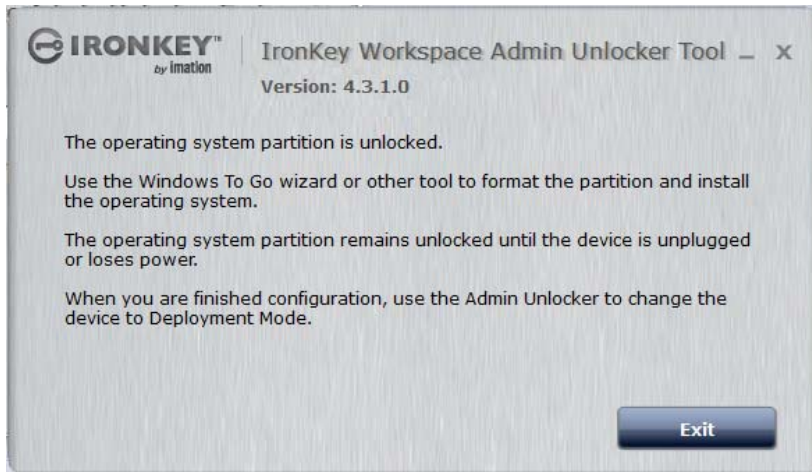 IRONKEY™
by imation
IronKey Workspace Admin Unlocker Tool
Version: 4.3.1.0
The operating system partition is unlocked.
Use the Windows To Go wizard or other tool to format the partition and install
the operating system.
The operating system partition remains unlocked until the device is unplugged
or loses power.
When you are finished configuration, use the Admin Unlocker to change the
device to Deployment Mode.
Exit